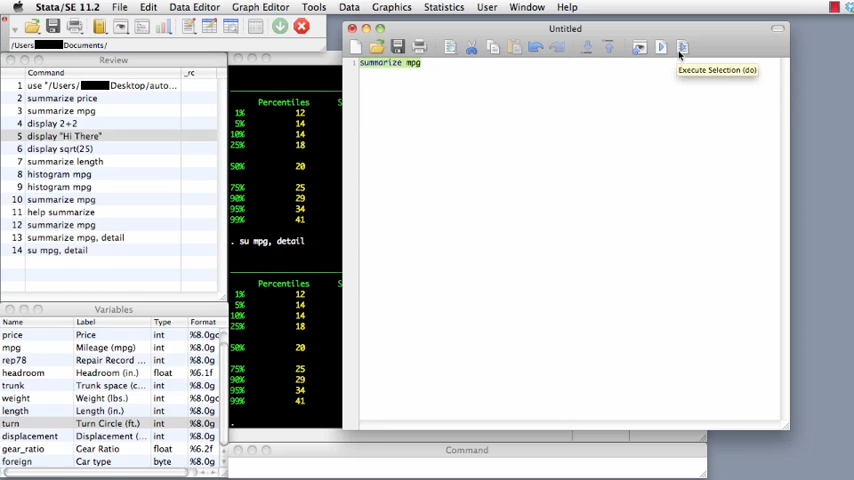 Stata/SE 11.2 File Edit Data Editor Graph Editor Tools Data Graphics Statistics User Window Help
/Users/ Documents/
Review
Command _rc
1 use "/Users/ Desktop/auto...
2 summarize price
3 summarize mpg
4 display 2+2
5 display "Hi There"
6 display sqrt(25)
7 summarize length
8 histogram mpg
9 histogram mpg
10 summarize mpg
11 help summarize
12 summarize mpg
13 summarize mpg, detail
14 su mpg, detail
Variables
Name Label Type Format
price Price int %8.0gc
mpg Mileage (mpg) int %8.0g
rep78 Repair Record ... int %8.0g
headroom Headroom (in.) float %6.1f
trunk Trunk space (c... int %8.0g
weight Weight (lbs.) int %8.0gc
length Length (in.) int %8.0g
turn Turn Circle (ft.) int %8.0g
displacement Displacement (... int %8.0g
gear_ratio Gear Ratio float %6.2f
foreign Car type byte %8.0g
Percentiles
1% 12
5% 14
10% 14
25% 18
50% 20
75% 25
90% 29
95% 34
99% 41
. su mpg, detail
Percentiles S
1% 12
5% 14
10% 14
25% 18
50% 20
75% 25
90% 29
95% 34
99% 41
.
Command
Untitled
1 summarize mpg
Execute Selection (do)